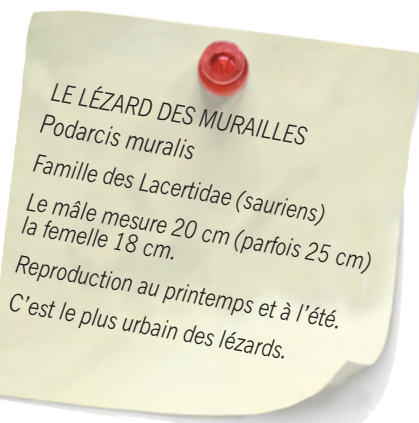 LE LÉZARD DES MURAILLES
Podarcis muralis
Famille des Lacertidae (sauriens)
Le mâle mesure 20 cm (parfois 25 cm)
la femelle 18 cm.
Reproduction au printemps et à l'été.
C'est le plus urbain des lézards.